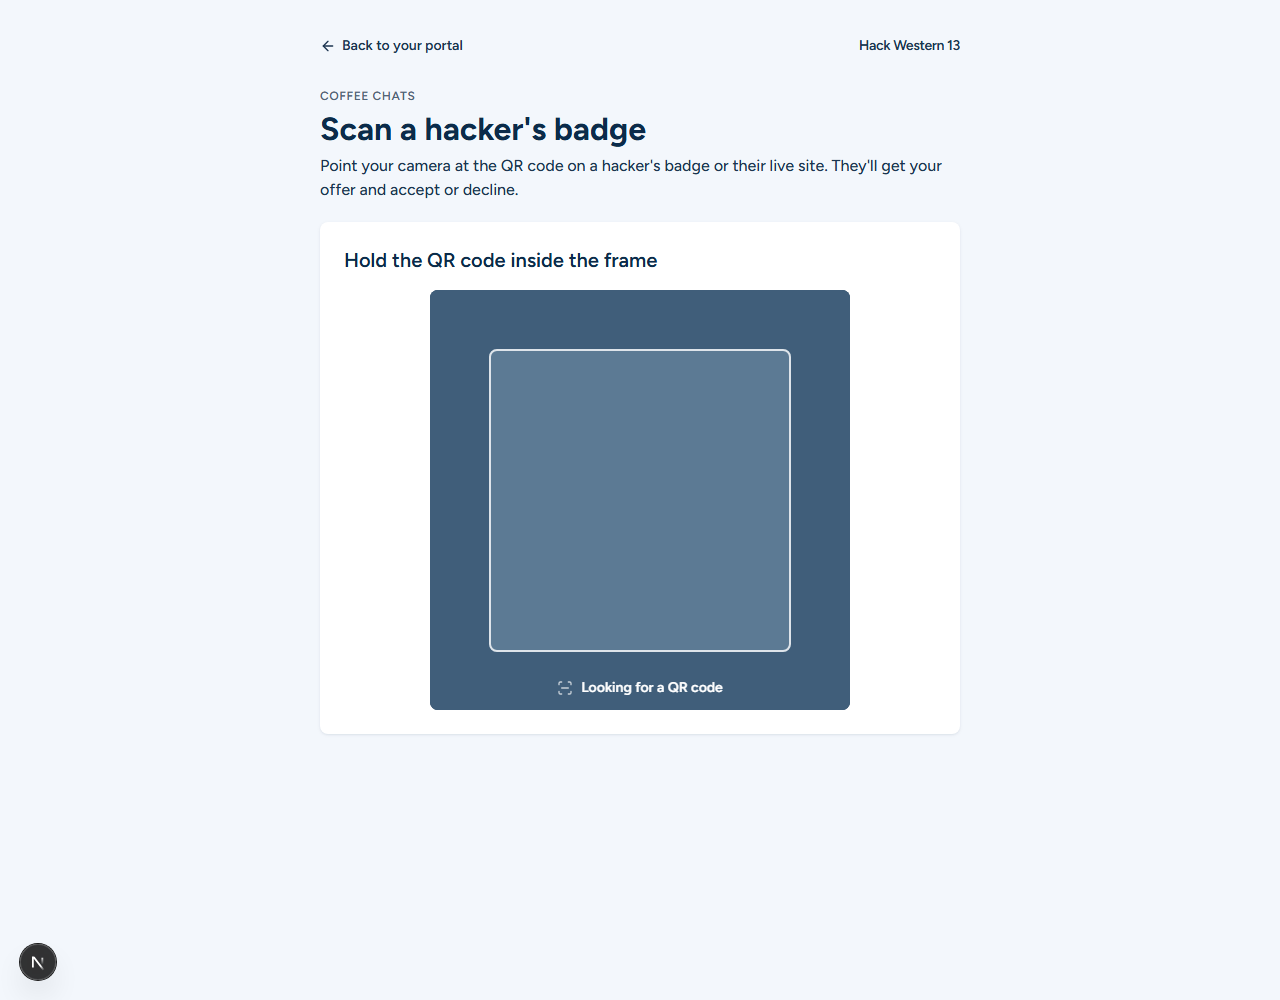 Back to your portal
Hack Western 13
COFFEE CHATS
Scan a hacker's badge
Point your camera at the QR code on a hacker's badge or their live site. They'll get your
offer and accept or decline.
Hold the QR code inside the frame
Looking for a QR code
N